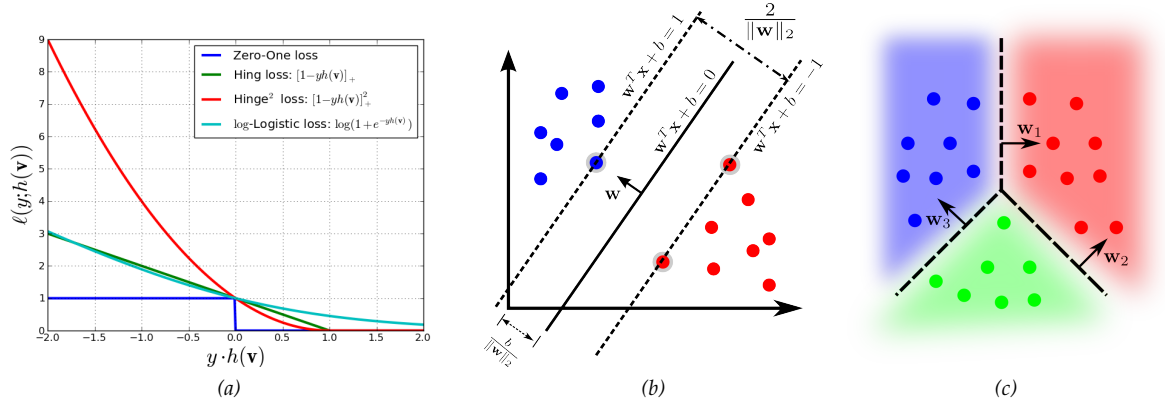 9
8
7
6
5
4
3
2
1
0
ℓ(y; h(v))
Zero-One loss
Hing loss: [1−yh(v)]₊
Hinge² loss: [1−yh(v)]²₊
log-Logistic loss: log(1+e^{−yh(v)})
−2.0 −1.5 −1.0 −0.5 0.0 0.5 1.0 1.5 2.0
y·h(v)
(a)
wᵀx + b = 1
wᵀx + b = 0
wᵀx + b = −1
2
‖w‖₂
w
b
‖w‖₂
(b)
w₁
w₃
w₂
(c)